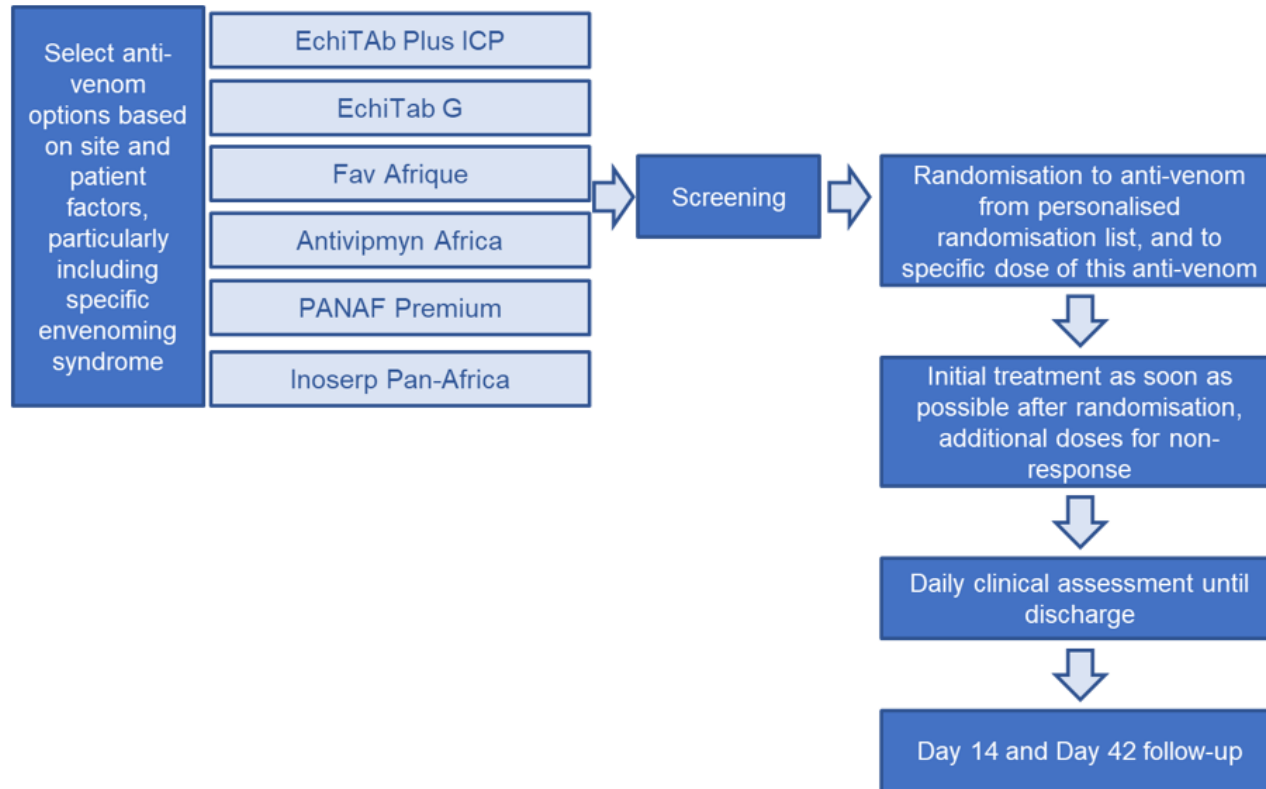 Select anti-
venom
options based
on site and
patient
factors,
particularly
including
specific
envenoming
syndrome
EchiTAb Plus ICP
EchiTab G
Fav Afrique
Antivipmyn Africa
PANAF Premium
Inoserp Pan-Africa
Screening
Randomisation to anti-venom
from personalised
randomisation list, and to
specific dose of this anti-venom
Initial treatment as soon as
possible after randomisation,
additional doses for non-
response
Daily clinical assessment until
discharge
Day 14 and Day 42 follow-up